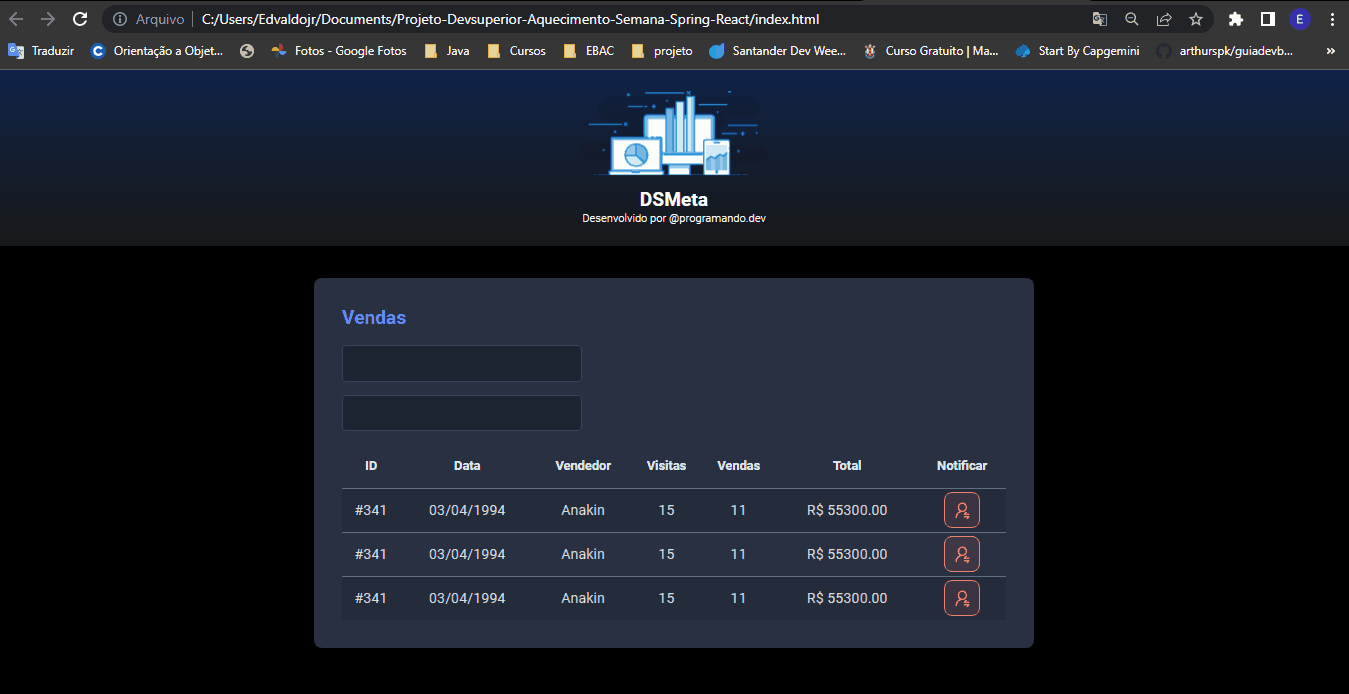 Arquivo C:/Users/Edvaldojr/Documents/Projeto-Devsuperior-Aquecimento-Semana-Spring-React/index.html E
Traduzir Orientação a Objet... Fotos - Google Fotos Java Cursos EBAC projeto Santander Dev Wee... Curso Gratuito | Ma... Start By Capgemini arthurspk/guiadevb... »
DSMeta
Desenvolvido por @programando.dev
Vendas
ID Data Vendedor Visitas Vendas Total Notificar
#341 03/04/1994 Anakin 15 11 R$ 55300.00
#341 03/04/1994 Anakin 15 11 R$ 55300.00
#341 03/04/1994 Anakin 15 11 R$ 55300.00